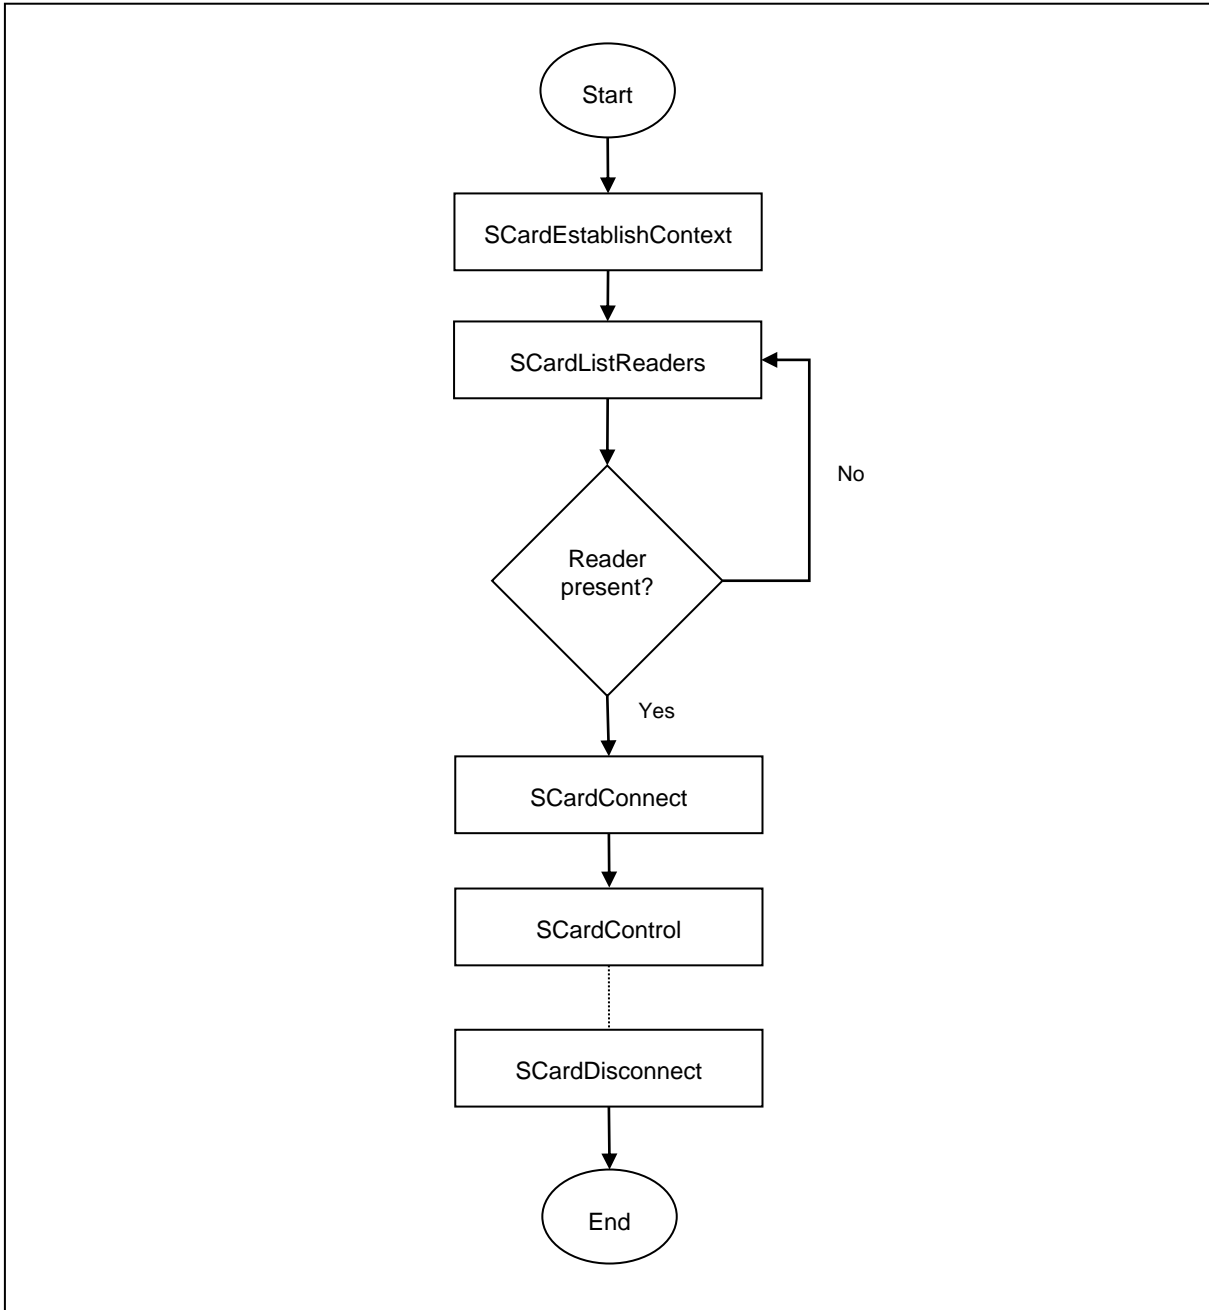 Start
SCardEstablishContext
SCardListReaders
No
Reader
present?
Yes
SCardConnect
SCardControl
SCardDisconnect
End